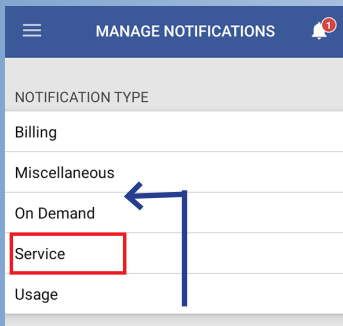 MANAGE NOTIFICATIONS
1
NOTIFICATION TYPE
Billing
Miscellaneous
On Demand
Service
Usage